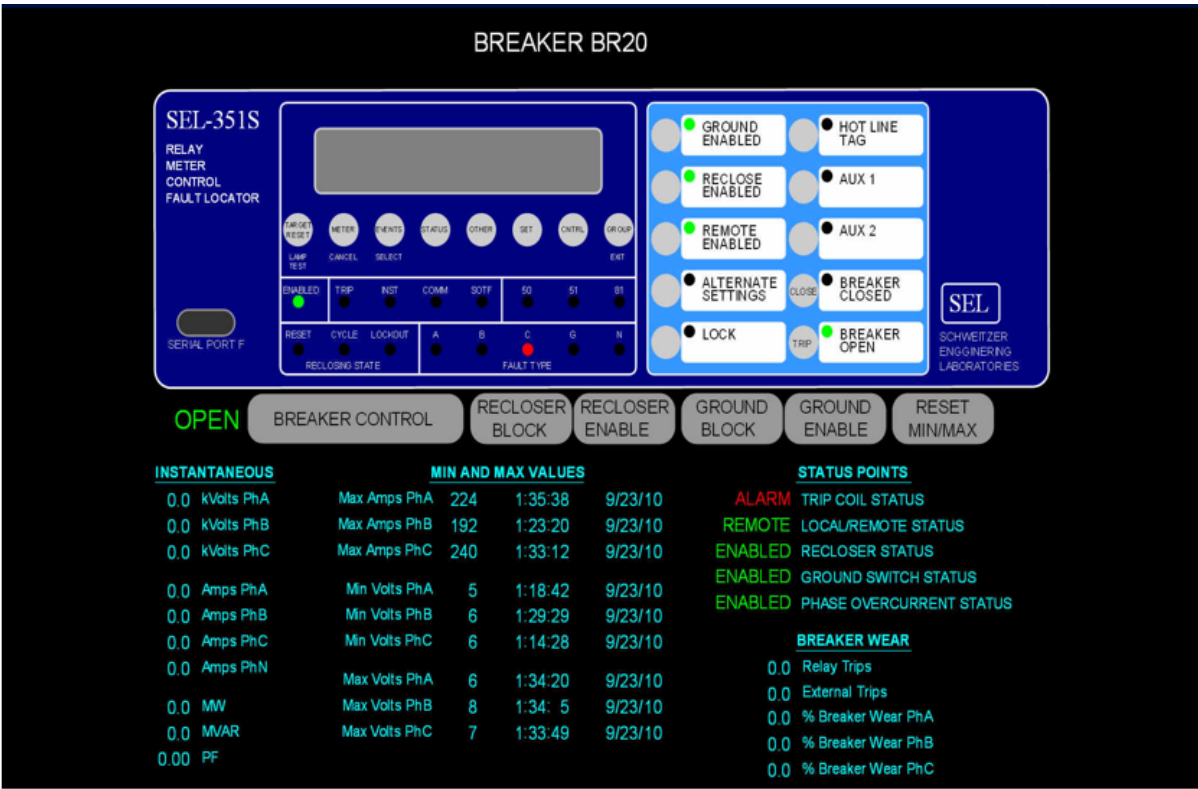 BREAKER BR20
SEL-351S
RELAY
METER
CONTROL
FAULT LOCATOR
SERIAL PORT F
TARGET
RESET
METER
EVENTS
STATUS
OTHER
SET
CNTRL
GROUP
LAMP
TEST
CANCEL
SELECT
EXIT
ENABLED TRIP INST COMM SOTF 50 51 81
RESET CYCLE LOCKOUT A B C G N
RECLOSING STATE
FAULT TYPE
GROUND
ENABLED
HOT LINE
TAG
RECLOSE
ENABLED
AUX 1
REMOTE
ENABLED
AUX 2
ALTERNATE
SETTINGS
CLOSE
BREAKER
CLOSED
LOCK
TRIP
BREAKER
OPEN
SEL
SCHWEITZER
ENGGINERING
LABORATORIES
OPEN
BREAKER CONTROL
RECLOSER
BLOCK
RECLOSER
ENABLE
GROUND
BLOCK
GROUND
ENABLE
RESET
MIN/MAX
INSTANTANEOUS
0.0 kVolts PhA
0.0 kVolts PhB
0.0 kVolts PhC
0.0 Amps PhA
0.0 Amps PhB
0.0 Amps PhC
0.0 Amps PhN
0.0 MW
0.0 MVAR
0.00 PF
MIN AND MAX VALUES
Max Amps PhA 224 1:35:38 9/23/10
Max Amps PhB 192 1:23:20 9/23/10
Max Amps PhC 240 1:33:12 9/23/10
Min Volts PhA 5 1:18:42 9/23/10
Min Volts PhB 6 1:29:29 9/23/10
Min Volts PhC 6 1:14:28 9/23/10
Max Volts PhA 6 1:34:20 9/23/10
Max Volts PhB 8 1:34: 5 9/23/10
Max Volts PhC 7 1:33:49 9/23/10
STATUS POINTS
ALARM TRIP COIL STATUS
REMOTE LOCAL/REMOTE STATUS
ENABLED RECLOSER STATUS
ENABLED GROUND SWITCH STATUS
ENABLED PHASE OVERCURRENT STATUS
BREAKER WEAR
0.0 Relay Trips
0.0 External Trips
0.0 % Breaker Wear PhA
0.0 % Breaker Wear PhB
0.0 % Breaker Wear PhC